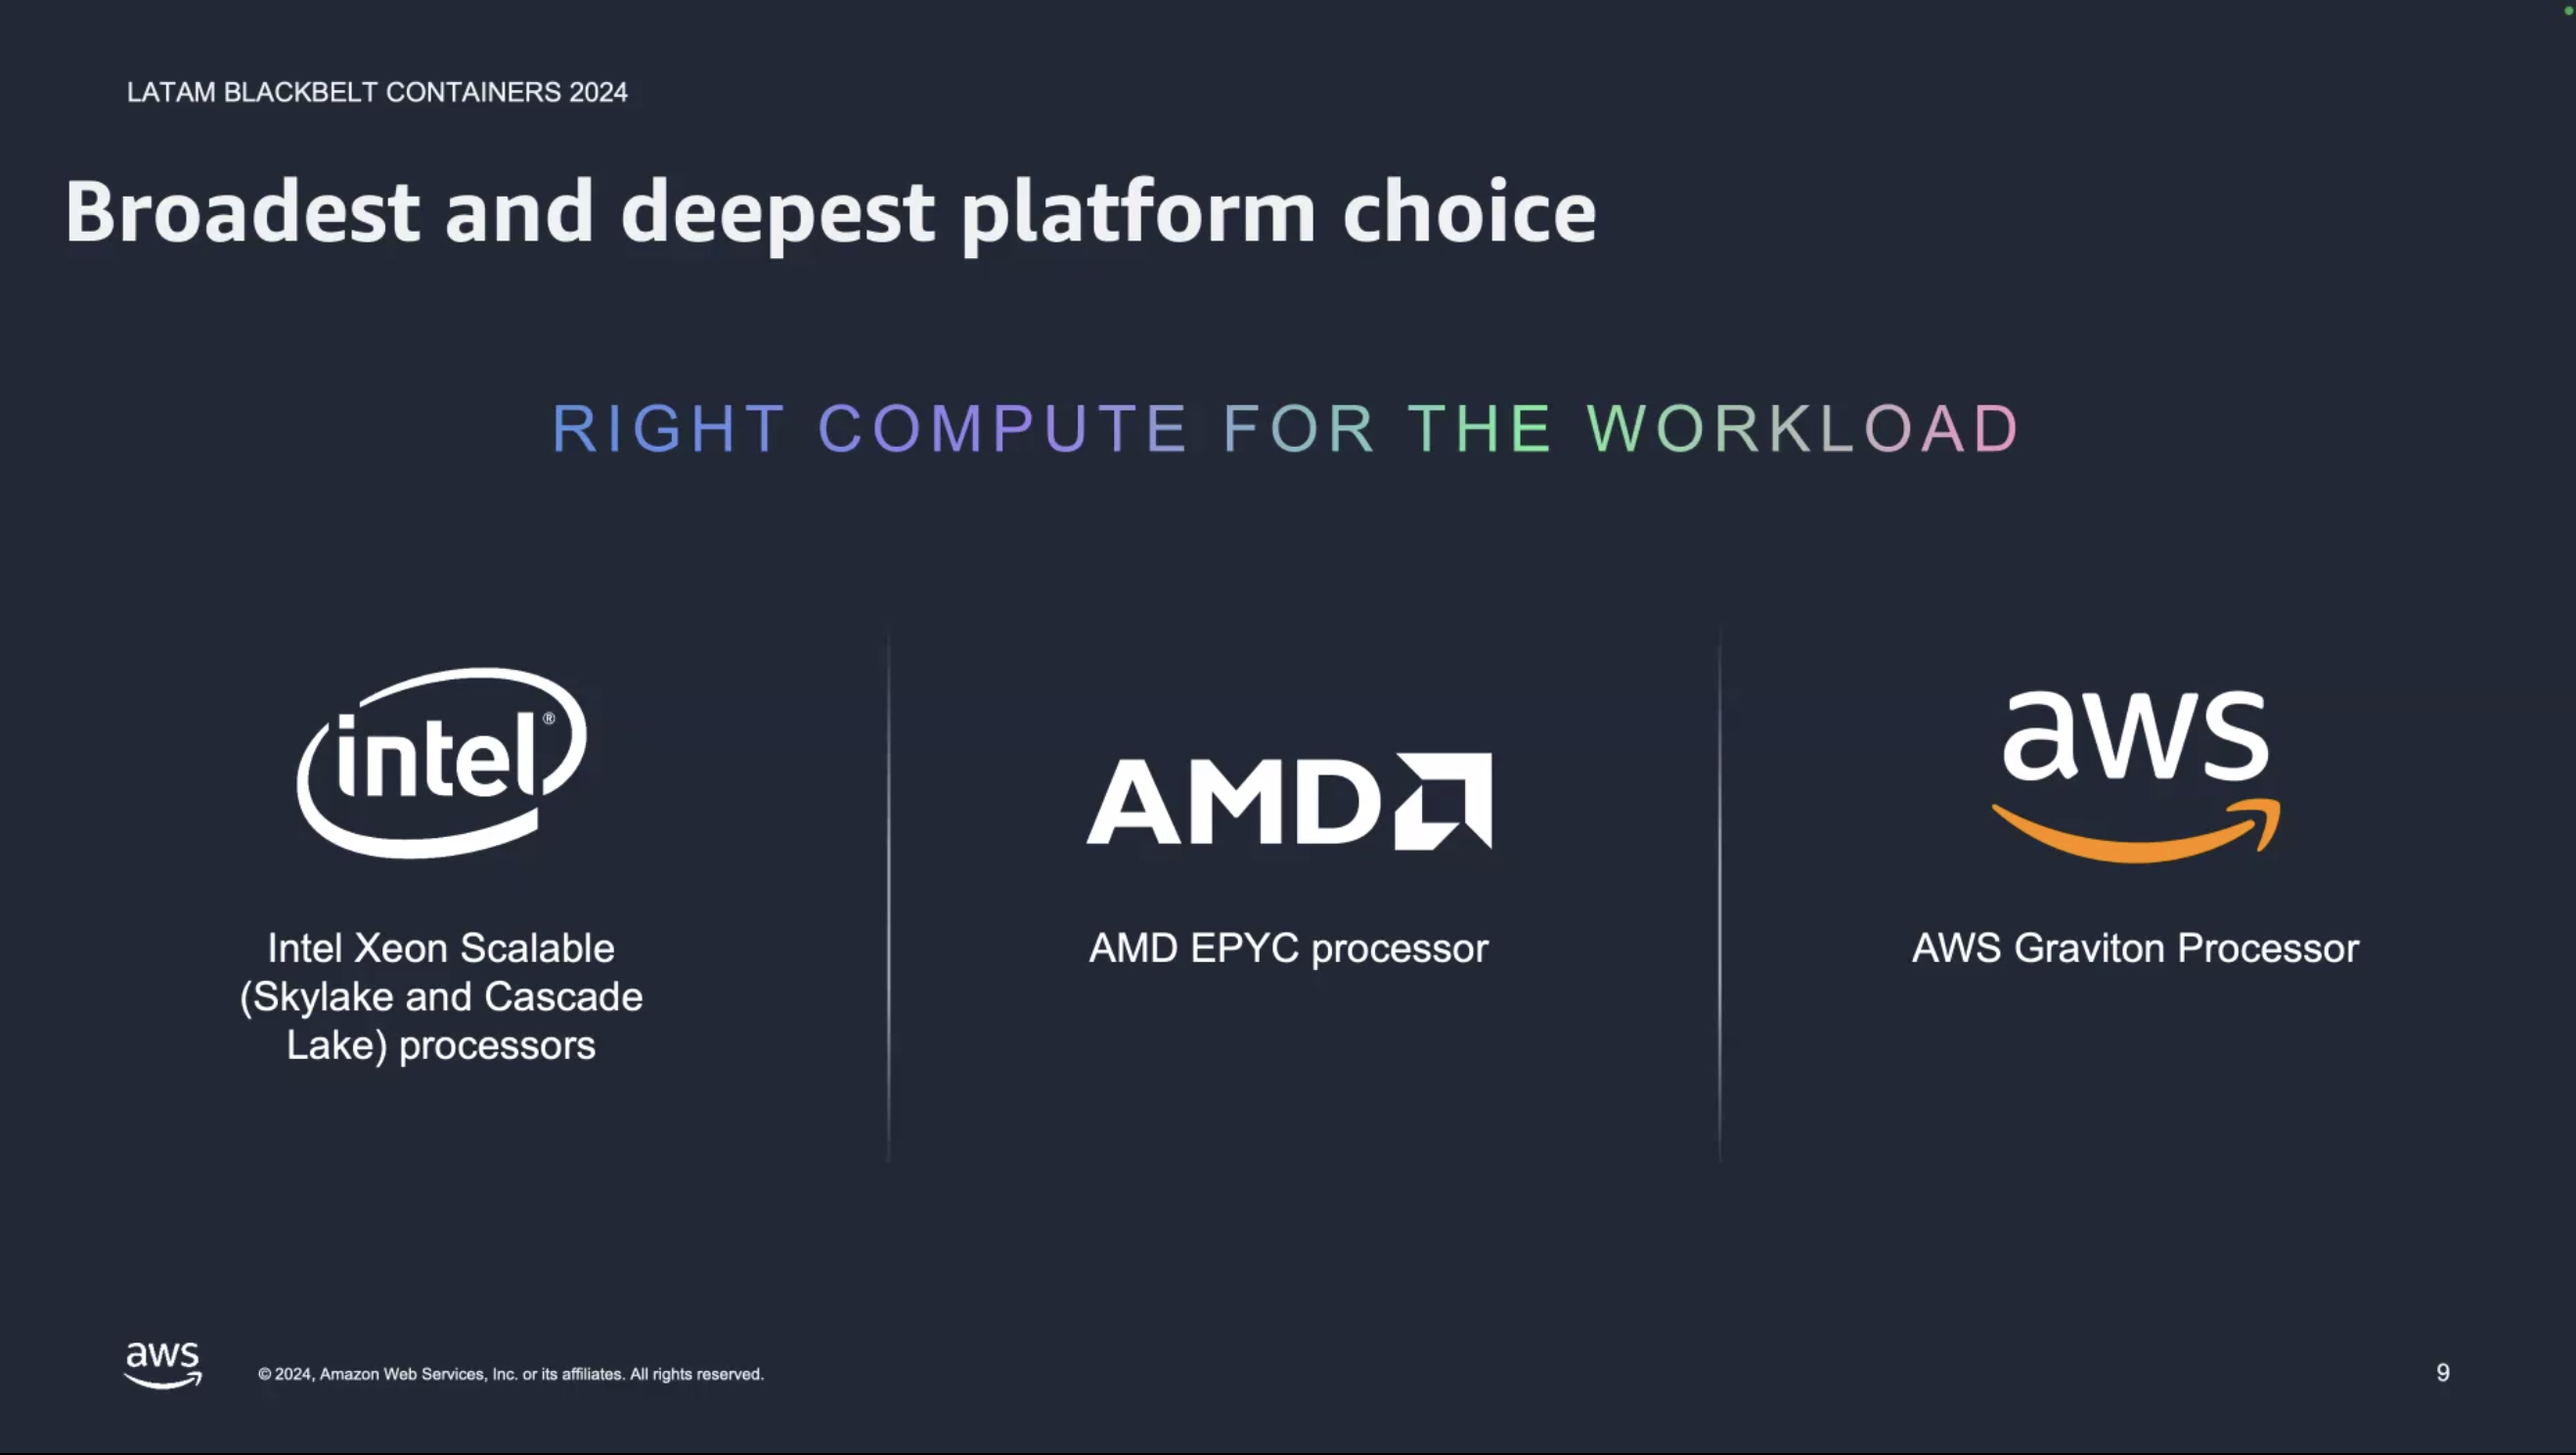 LATAM BLACKBELT CONTAINERS 2024
Broadest and deepest platform choice
RIGHT COMPUTE FOR THE WORKLOAD
intel®
Intel Xeon Scalable
(Skylake and Cascade
Lake) processors
AMD
AMD EPYC processor
aws
AWS Graviton Processor
aws
© 2024, Amazon Web Services, Inc. or its affiliates. All rights reserved.
9